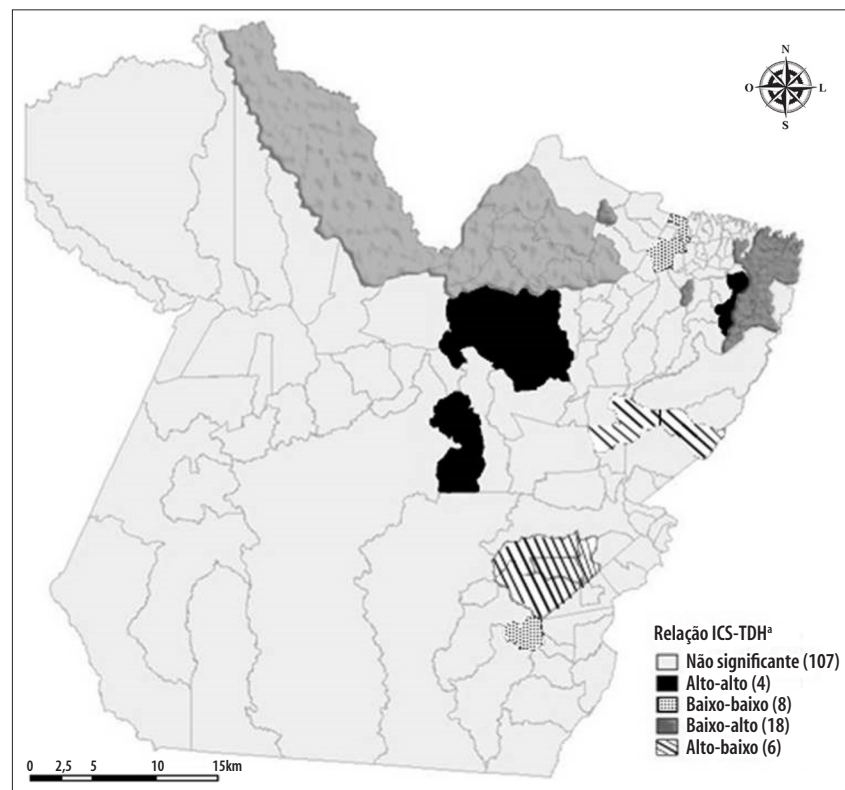 N
O L
S
Relação ICS-TDHª
Não significante (107)
Alto-alto (4)
Baixo-baixo (8)
Baixo-alto (18)
Alto-baixo (6)
0 2,5 5 10 15km